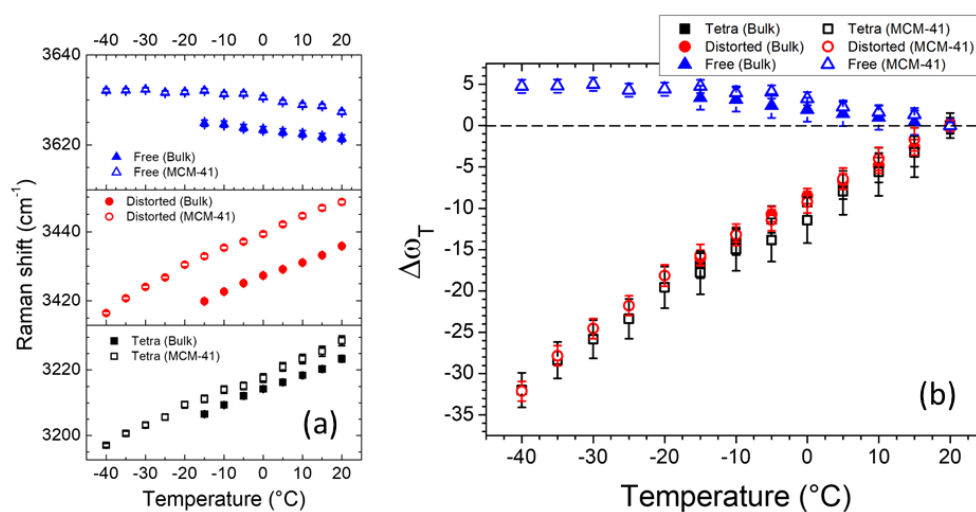 -40 -30 -20 -10 0 10 20
3640
3620
Free (Bulk)
Free (MCM-41)
3440
3420
Distorted (Bulk)
Distorted (MCM-41)
3220
3200
Tetra (Bulk)
Tetra (MCM-41)
(a)
Raman shift (cm-1)
-40 -30 -20 -10 0 10 20
Temperature (°C)
Tetra (Bulk) Tetra (MCM-41)
Distorted (Bulk) Distorted (MCM-41)
Free (Bulk) Free (MCM-41)
5
0
-5
-10
-15
-20
-25
-30
-35
ΔωT
(b)
-40 -30 -20 -10 0 10 20
Temperature (°C)